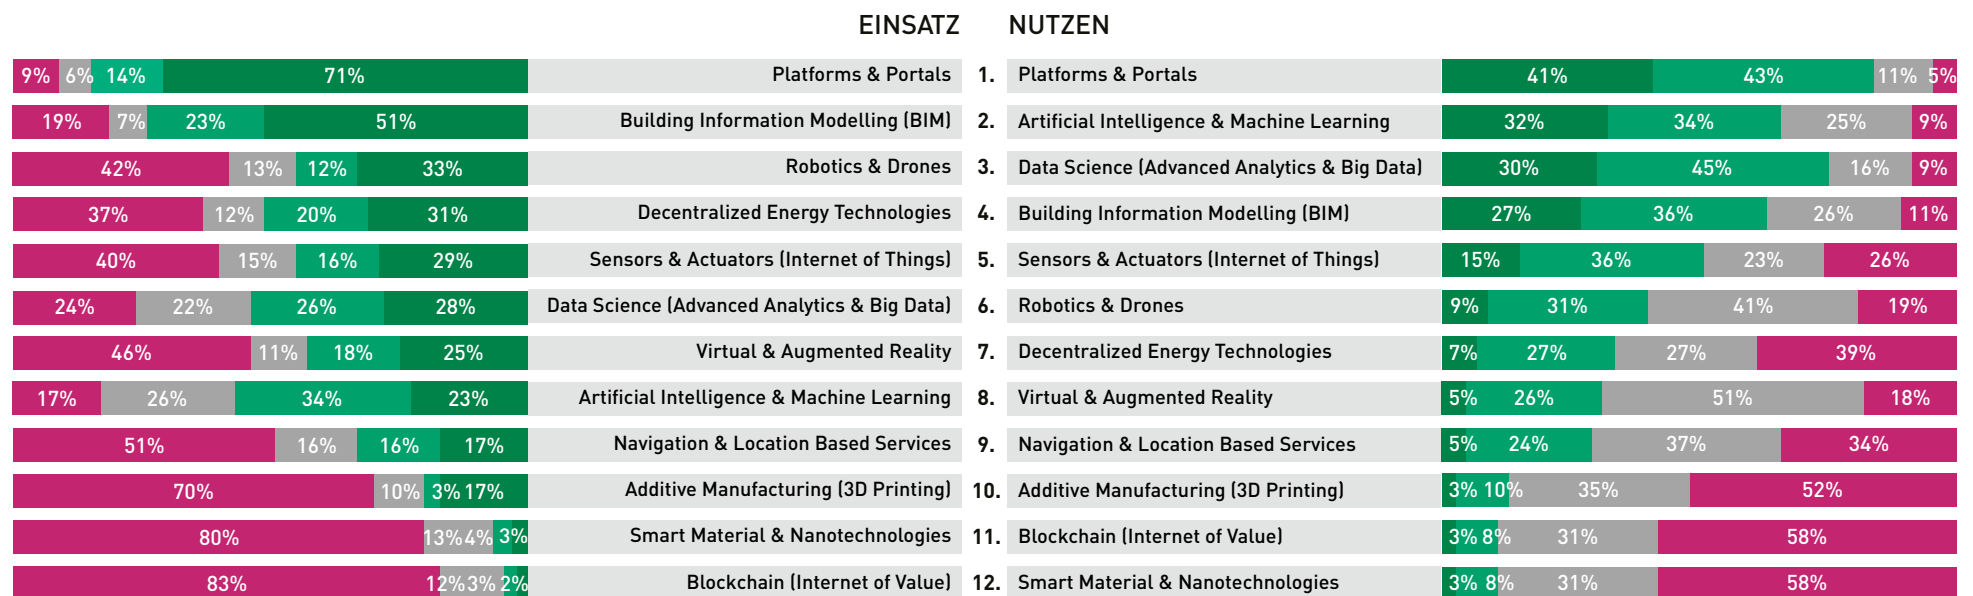 EINSATZ NUTZEN
9% 6% 14% 71% Platforms & Portals 1. Platforms & Portals 41% 43% 11% 5%
19% 7% 23% 51% Building Information Modelling (BIM) 2. Artificial Intelligence & Machine Learning 32% 34% 25% 9%
42% 13% 12% 33% Robotics & Drones 3. Data Science (Advanced Analytics & Big Data) 30% 45% 16% 9%
37% 12% 20% 31% Decentralized Energy Technologies 4. Building Information Modelling (BIM) 27% 36% 26% 11%
40% 15% 16% 29% Sensors & Actuators (Internet of Things) 5. Sensors & Actuators (Internet of Things) 15% 36% 23% 26%
24% 22% 26% 28% Data Science (Advanced Analytics & Big Data) 6. Robotics & Drones 9% 31% 41% 19%
46% 11% 18% 25% Virtual & Augmented Reality 7. Decentralized Energy Technologies 7% 27% 27% 39%
17% 26% 34% 23% Artificial Intelligence & Machine Learning 8. Virtual & Augmented Reality 5% 26% 51% 18%
51% 16% 16% 17% Navigation & Location Based Services 9. Navigation & Location Based Services 5% 24% 37% 34%
70% 10% 3% 17% Additive Manufacturing (3D Printing) 10. Additive Manufacturing (3D Printing) 3% 10% 35% 52%
80% 13% 4% 3% Smart Material & Nanotechnologies 11. Blockchain (Internet of Value) 3% 8% 31% 58%
83% 12% 3% 2% Blockchain (Internet of Value) 12. Smart Material & Nanotechnologies 3% 8% 31% 58%